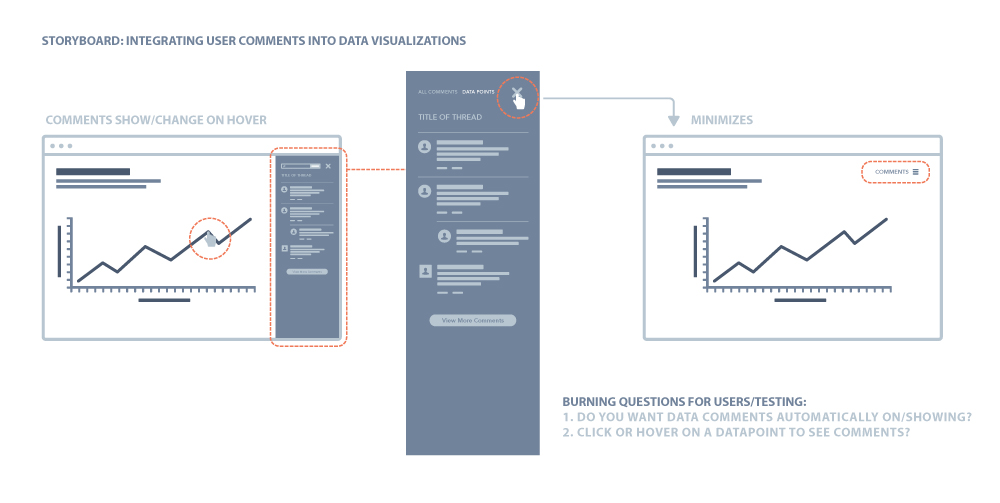 STORYBOARD: INTEGRATING USER COMMENTS INTO DATA VISUALIZATIONS
COMMENTS SHOW/CHANGE ON HOVER
TITLE OF THREAD
ALL COMMENTS DATA POINTS
TITLE OF THREAD
View More Comments
MINIMIZES
COMMENTS
BURNING QUESTIONS FOR USERS/TESTING:
1. DO YOU WANT DATA COMMENTS AUTOMATICALLY ON/SHOWING?
2. CLICK OR HOVER ON A DATAPOINT TO SEE COMMENTS?